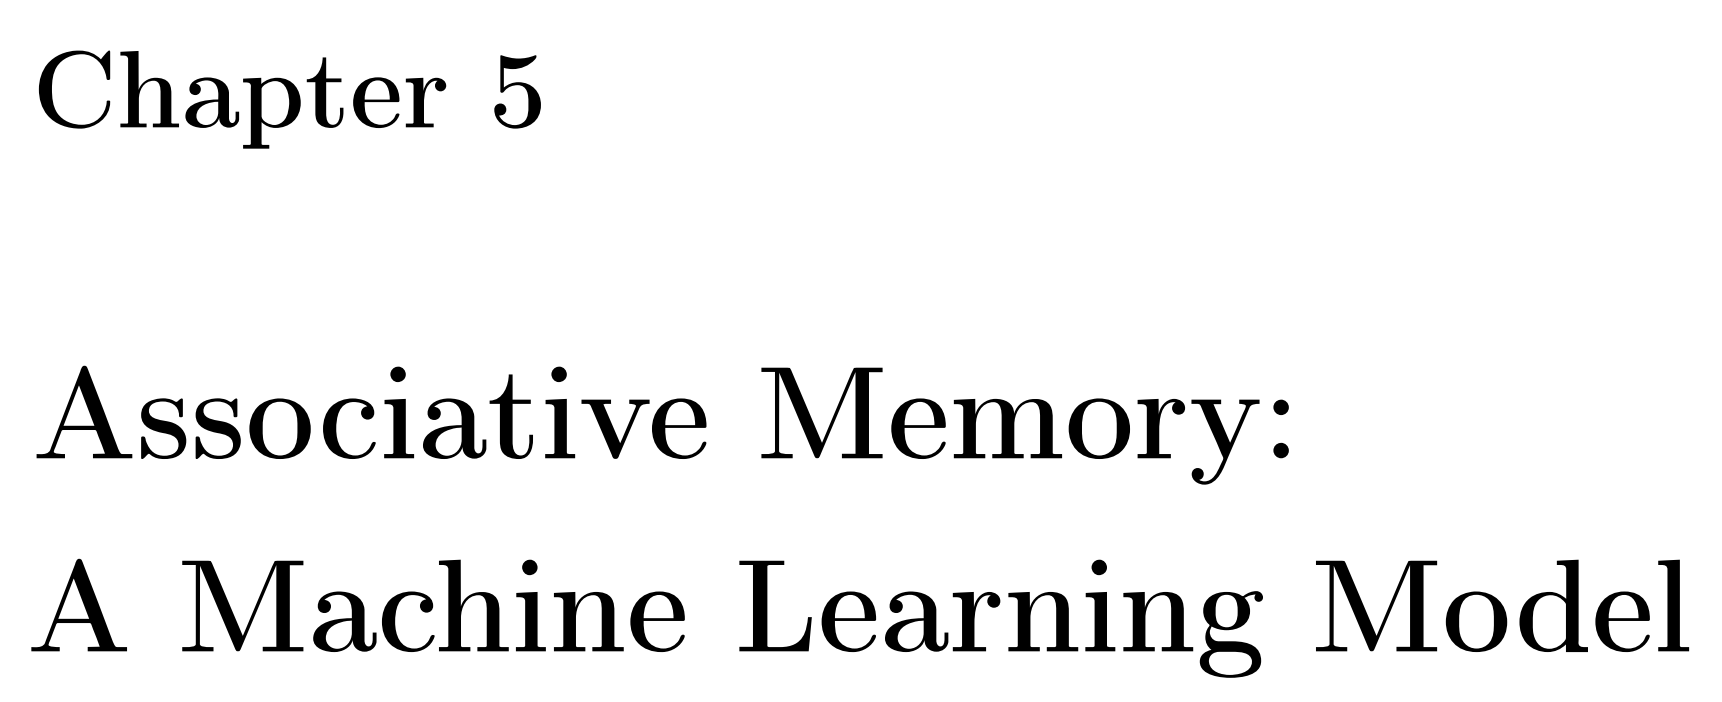 Chapter 5
Associative Memory:
A Machine Learning Model